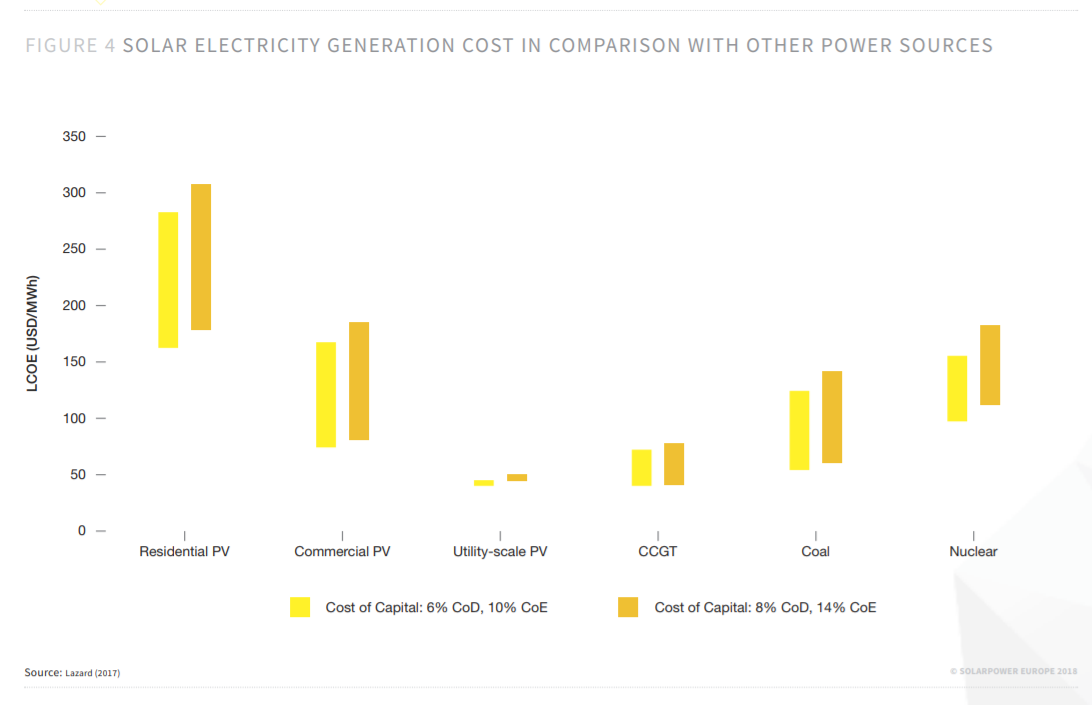 FIGURE 4 SOLAR ELECTRICITY GENERATION COST IN COMPARISON WITH OTHER POWER SOURCES
LCOE (USD/MWh)
350
300
250
200
150
100
50
0
Residential PV Commercial PV Utility-scale PV CCGT Coal Nuclear
Cost of Capital: 6% CoD, 10% CoE Cost of Capital: 8% CoD, 14% CoE
Source: Lazard (2017) © SOLARPOWER EUROPE 2018